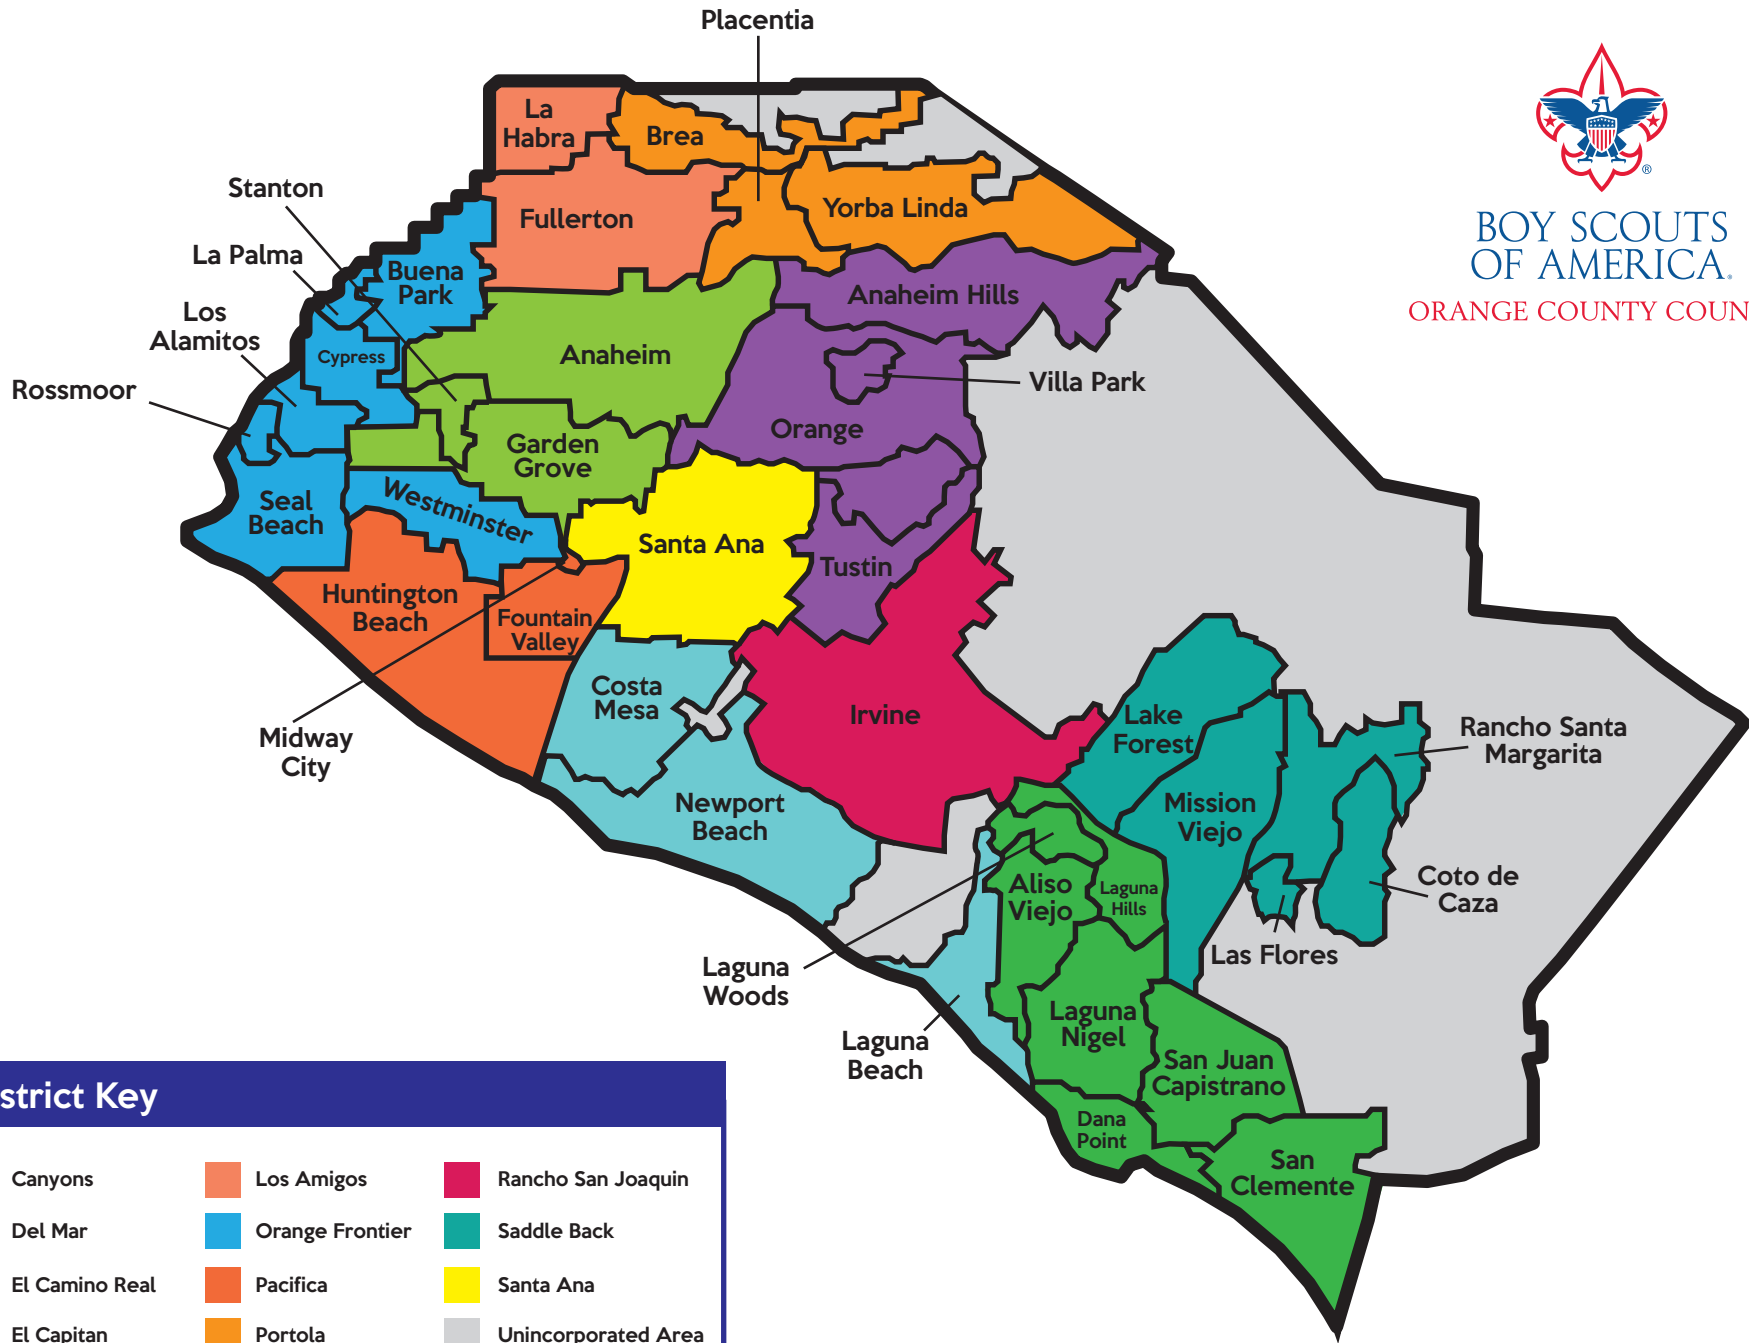 Placentia
La
Habra
Brea
Stanton
Fullerton
Yorba Linda
BOY SCOUTS
OF AMERICA.
ORANGE COUNTY COUN
®
La Palma
Buena
Park
Anaheim Hills
Los
Alamitos
Cypress
Anaheim
Villa Park
Rossmoor
Orange
Garden
Grove
Seal
Beach
Westminster
Santa Ana
Tustin
Huntington
Beach
Fountain
Valley
Costa
Mesa
Irvine
Lake
Forest
Rancho Santa
Margarita
Midway
City
Newport
Beach
Mission
Viejo
Aliso
Viejo
Laguna
Hills
Coto de
Caza
Las Flores
Laguna
Woods
Laguna
Nigel
Laguna
Beach
San Juan
Capistrano
Dana
Point
San
Clemente
strict Key
Canyons
Los Amigos
Rancho San Joaquin
Del Mar
Orange Frontier
Saddle Back
El Camino Real
Pacifica
Santa Ana
El Capitan
Portola
Unincorporated Area